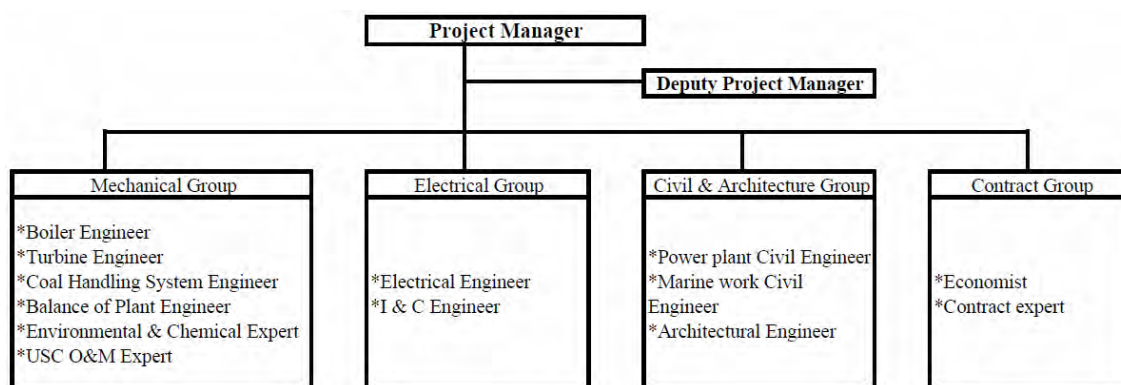 Project Manager
Deputy Project Manager
Mechanical Group
*Boiler Engineer
*Turbine Engineer
*Coal Handling System Engineer
*Balance of Plant Engineer
*Environmental & Chemical Expert
*USC O&M Expert
Electrical Group
*Electrical Engineer
*I & C Engineer
Civil & Architecture Group
*Power plant Civil Engineer
*Marine work Civil
Engineer
*Architectural Engineer
Contract Group
*Economist
*Contract expert